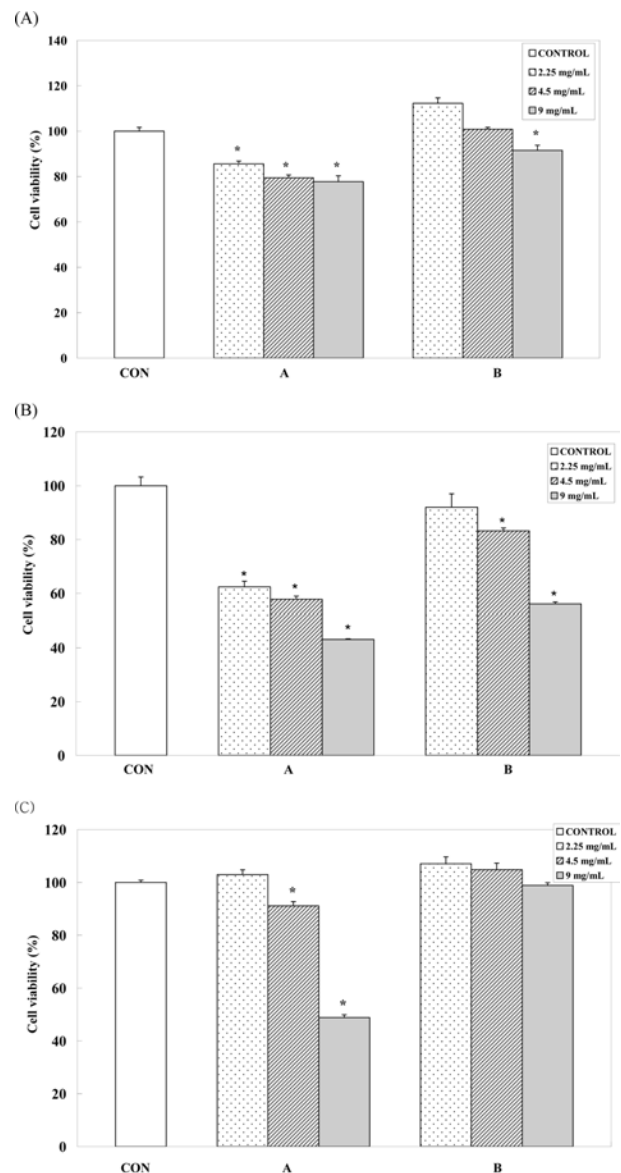 (A)
140
120
100
80
60
40
20
0
Cell viability (%)
CONTROL
2.25 mg/mL
4.5 mg/mL
9 mg/mL
*
*
*
*
CON
A
B
(B)
120
100
80
60
40
20
0
Cell viability (%)
CONTROL
2.25 mg/mL
4.5 mg/mL
9 mg/mL
*
*
*
*
*
CON
A
B
(C)
120
100
80
60
40
20
0
Cell viability (%)
CONTROL
2.25 mg/mL
4.5 mg/mL
9 mg/mL
*
*
CON
A
B